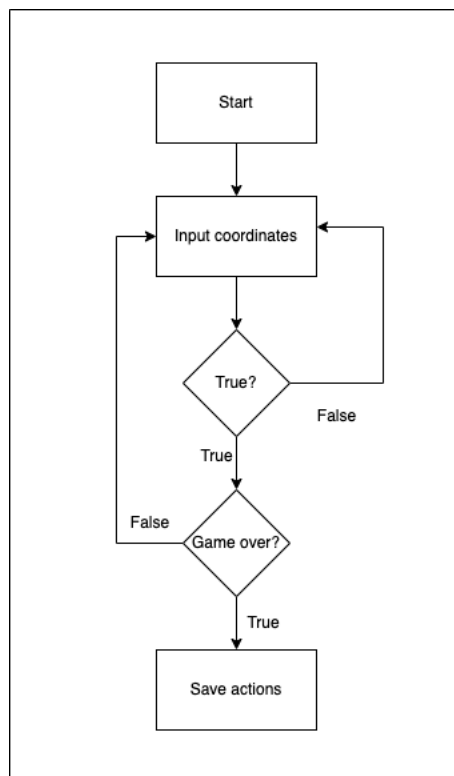 Start
Input coordinates
True?
False
True
False
Game over?
True
Save actions